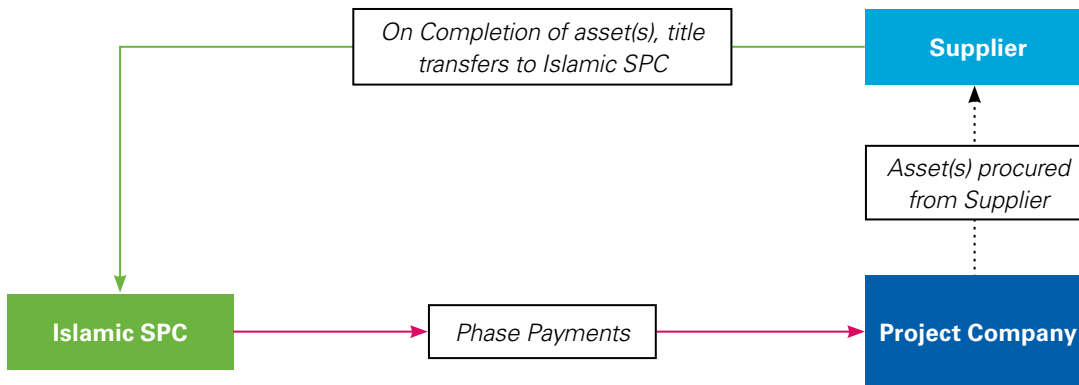 On Completion of asset(s), title
transfers to Islamic SPC
Supplier
Asset(s) procured
from Supplier
Islamic SPC
Phase Payments
Project Company